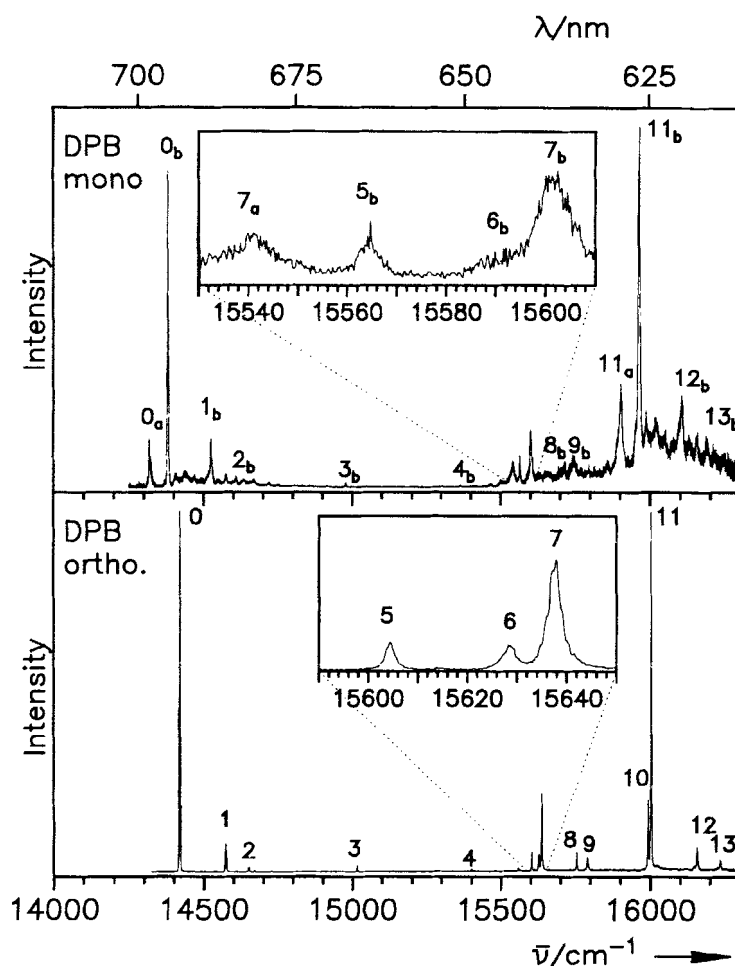 λ/nm
700 675 650 625
DPB
mono
0b
11b
7a 5b 6b 7b
15540 15560 15580 15600
Intensity
0a 1b 2b 3b 4b 8b 9b 11a 12b 13b
DPB
ortho.
0
11
5 6 7
15600 15620 15640
Intensity
1 2 3 4 8 9 10 12 13
14000 14500 15000 15500 16000
ν̄/cm⁻¹